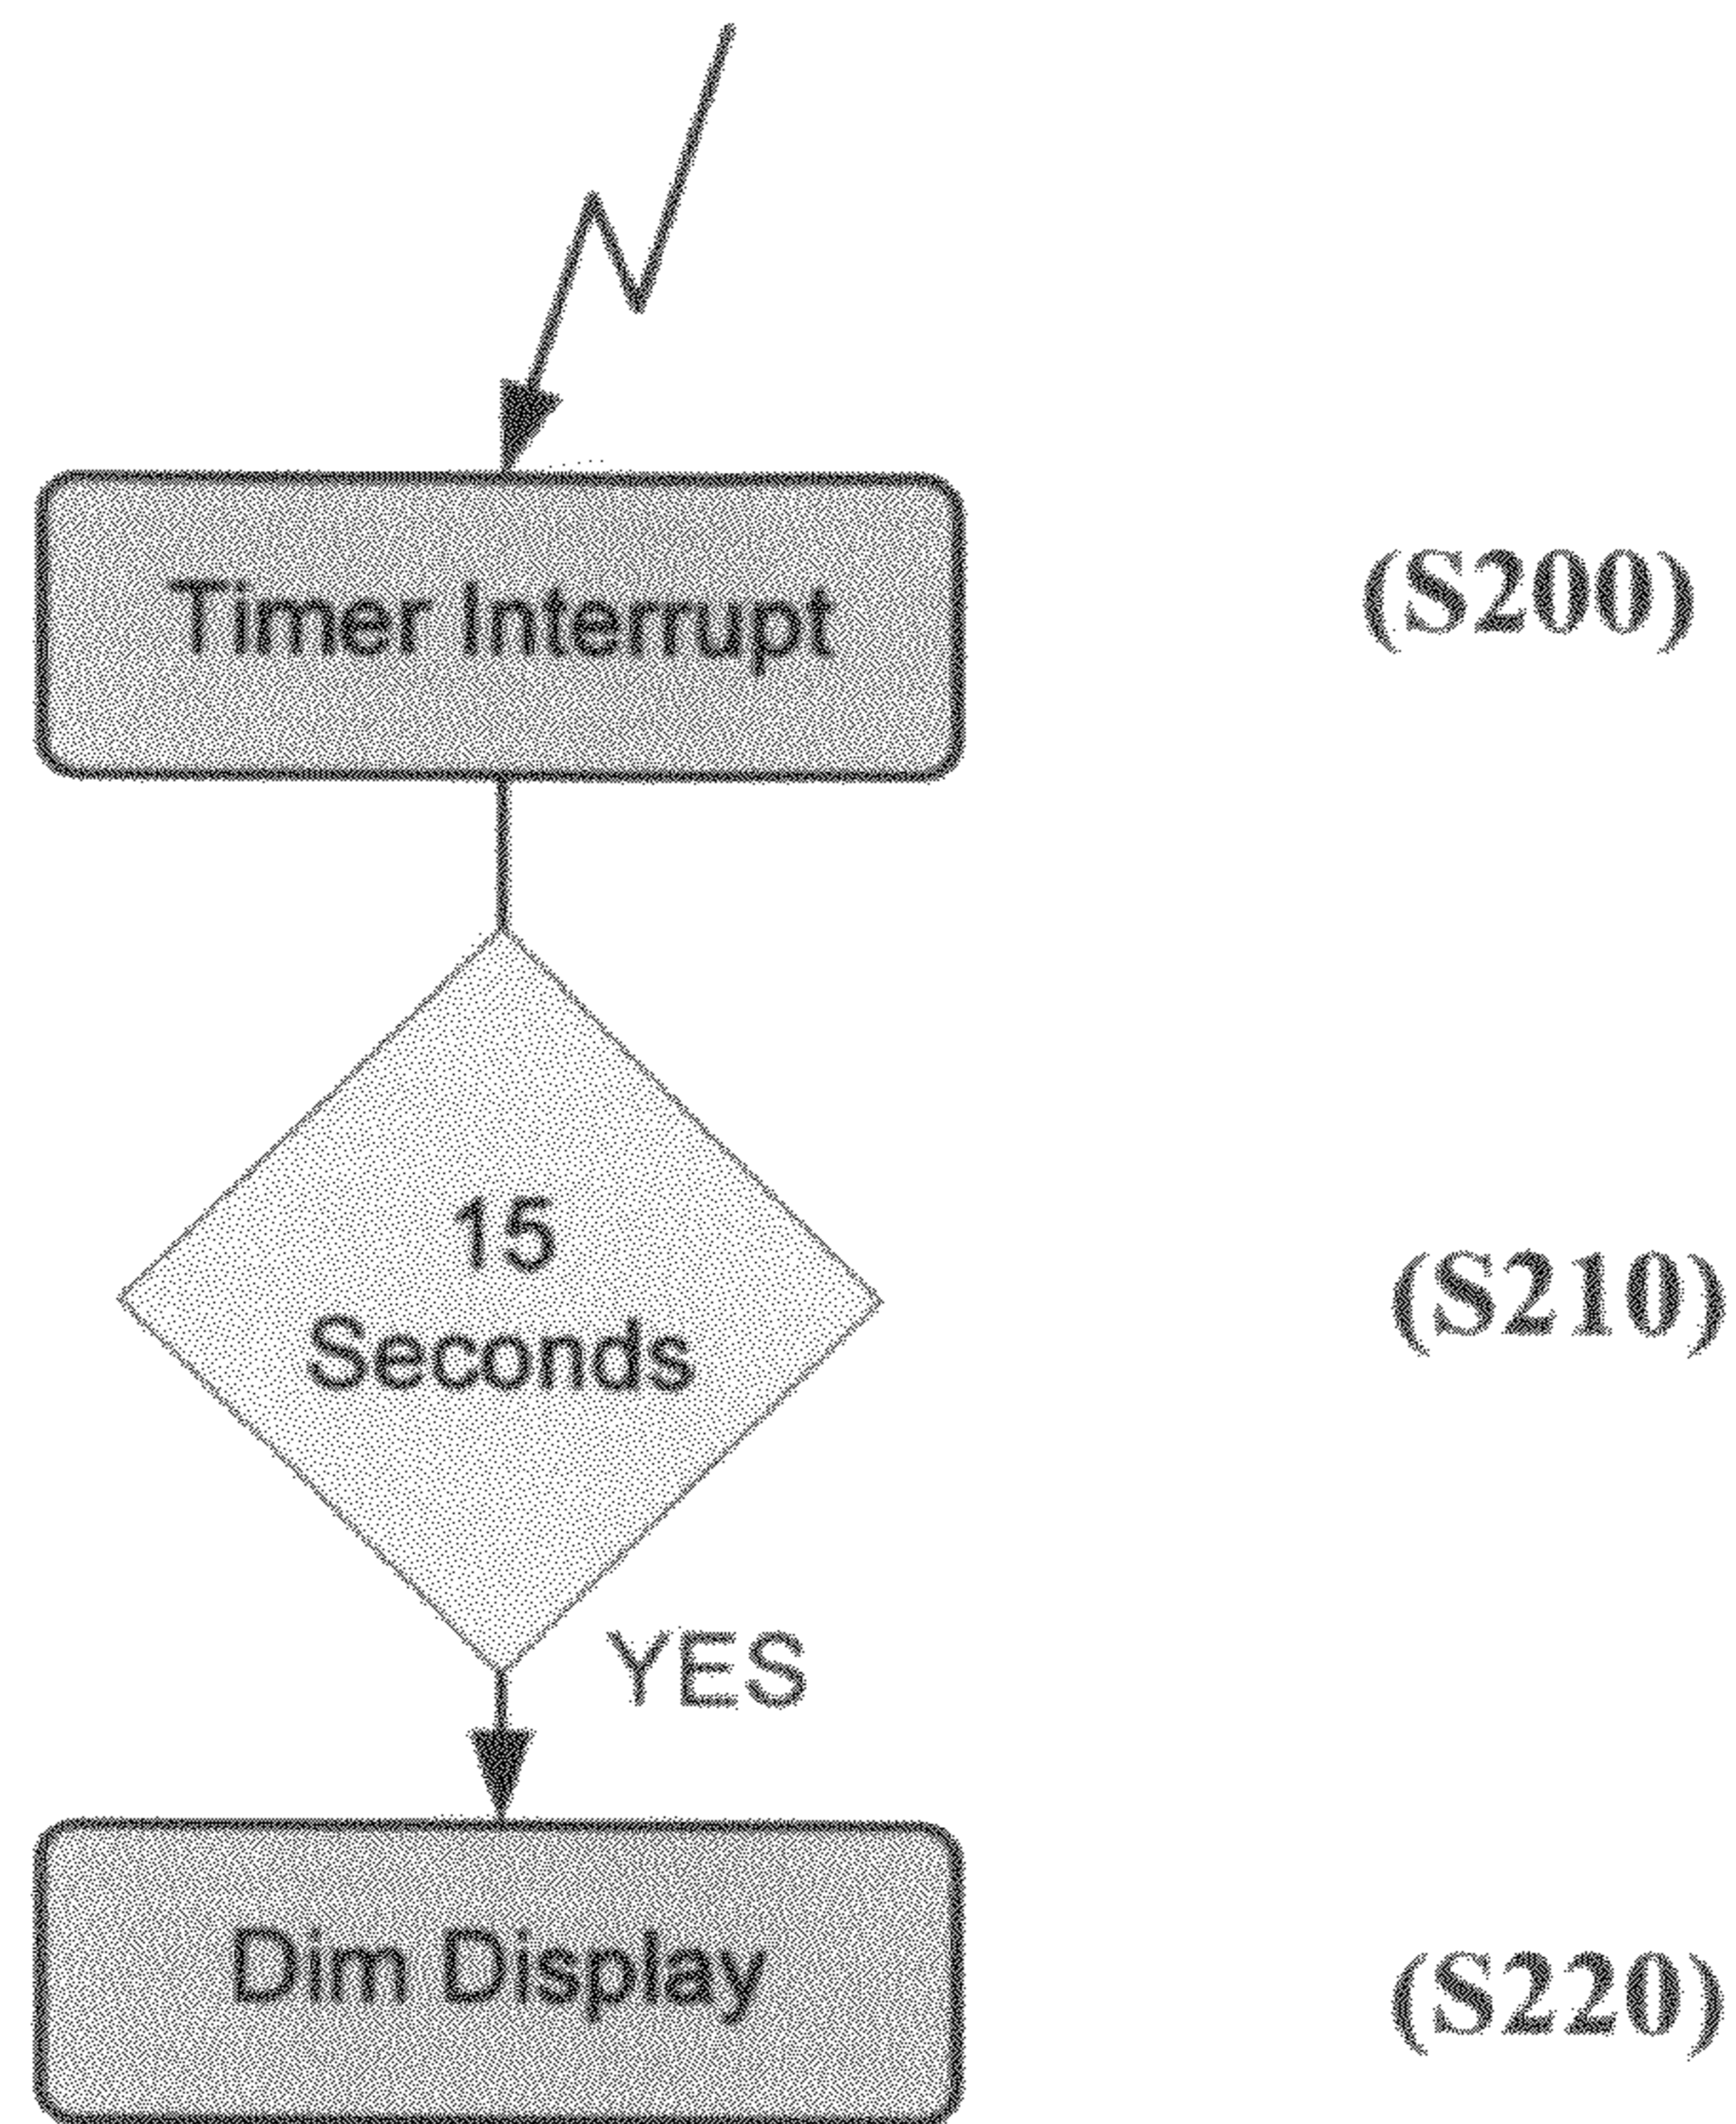 Timer Interrupt
(S200)
15
Seconds
(S210)
YES
Dim Display
(S220)